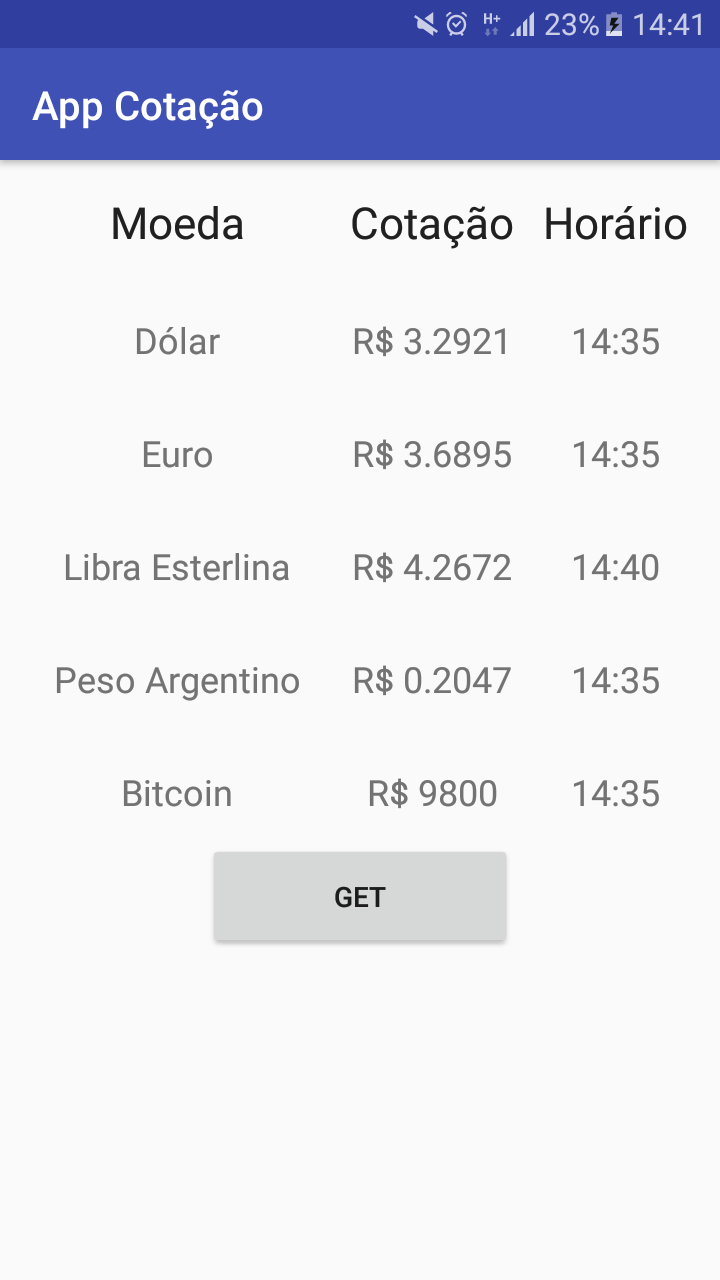 H+ 23% 14:41
App Cotação
Moeda Cotação Horário
Dólar R$ 3.2921 14:35
Euro R$ 3.6895 14:35
Libra Esterlina R$ 4.2672 14:40
Peso Argentino R$ 0.2047 14:35
Bitcoin R$ 9800 14:35
GET